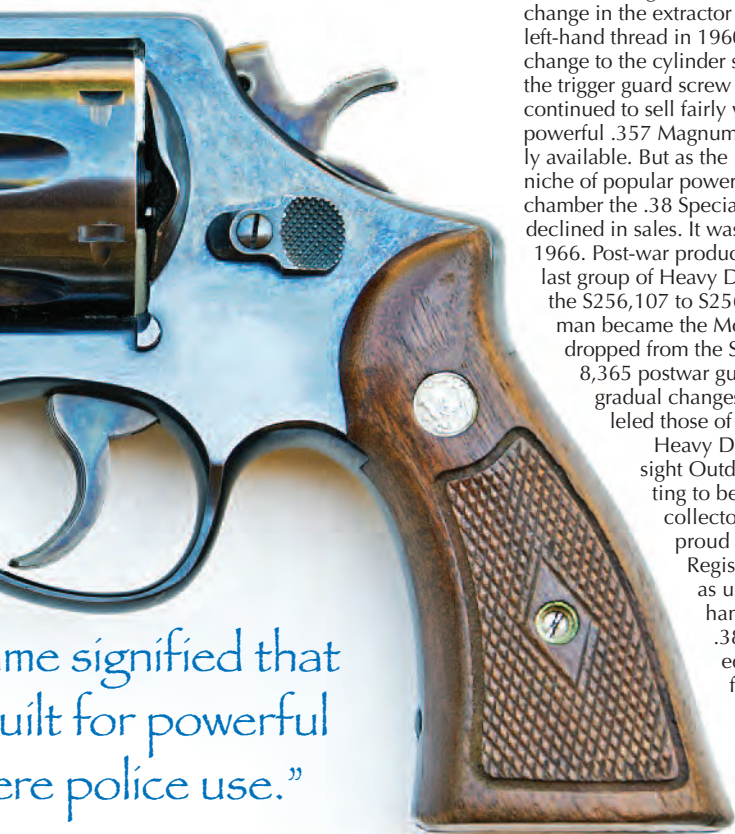 change in the extractor
left-hand thread in 1960
change to the cylinder s
the trigger guard screw
continued to sell fairly
powerful .357 Magnum
ly available. But as the
niche of popular power
chamber the .38 Specia
declined in sales. It was
1966. Post-war produc
last group of Heavy D
the S256,107 to S256
man became the Mo
dropped from the S
8,365 postwar gu
gradual changes
leled those of
Heavy D
sight Outd
ting to be
collecto
proud
Regis
as u
han
.38
e
f
me signified that
uilt for powerful
ere police use.”